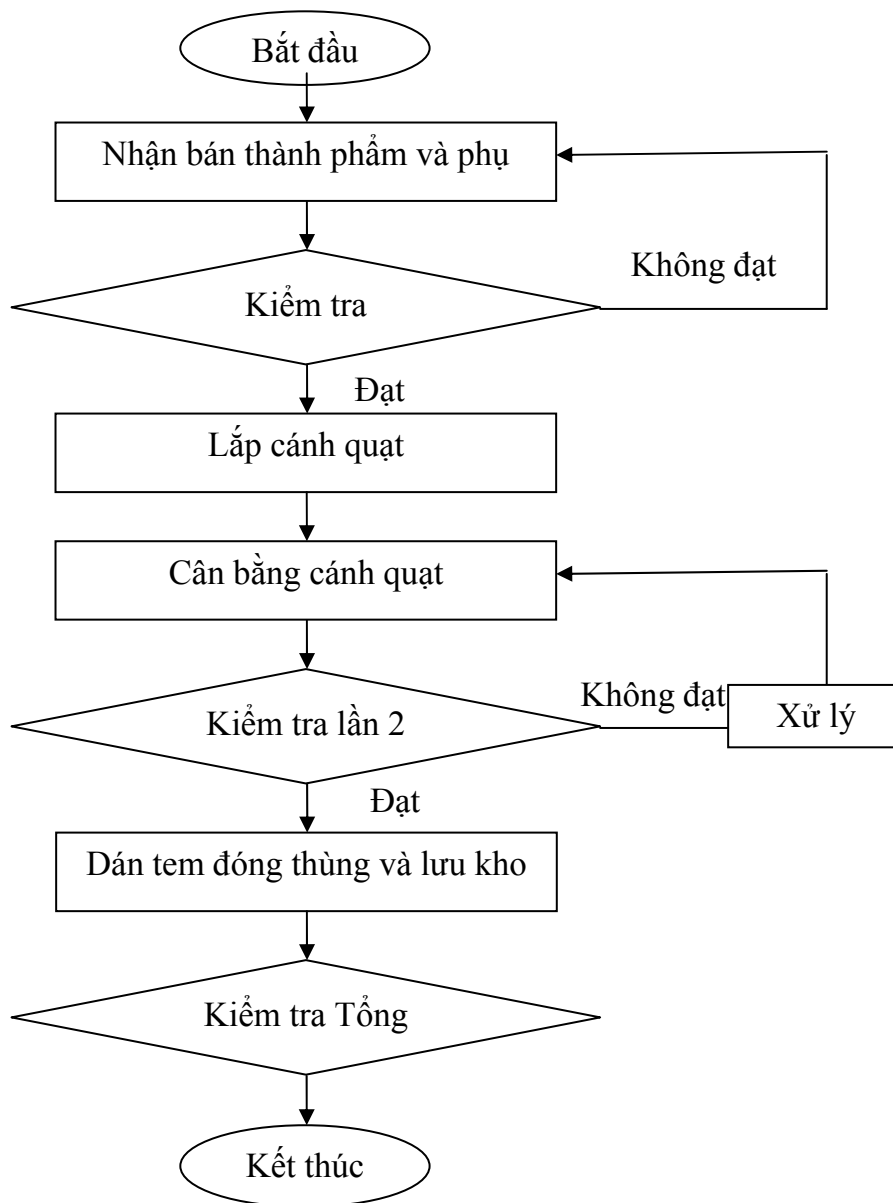 Bắt đầu
Nhận bán thành phẩm và phụ
Không đạt
Kiểm tra
Đạt
Lắp cánh quạt
Cân bằng cánh quạt
Không đạt
Xử lý
Kiểm tra lần 2
Đạt
Dán tem đóng thùng và lưu kho
Kiểm tra Tổng
Kết thúc